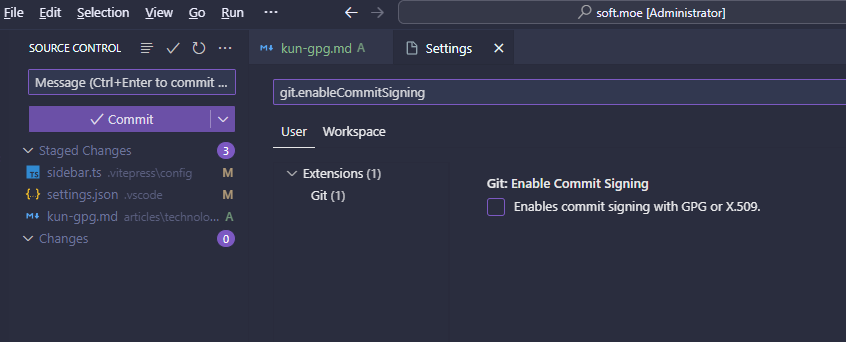 File Edit Selection View Go Run ··· soft.moe [Administrator]
SOURCE CONTROL
kun-gpg.md A
Settings
Message (Ctrl+Enter to commit ...
git.enableCommitSigning
Commit
User Workspace
Staged Changes 3
sidebar.ts .vitepress\config M
settings.json .vscode M
kun-gpg.md articles\technolo... A
Changes 0
Extensions (1)
Git (1)
Git: Enable Commit Signing
Enables commit signing with GPG or X.509.